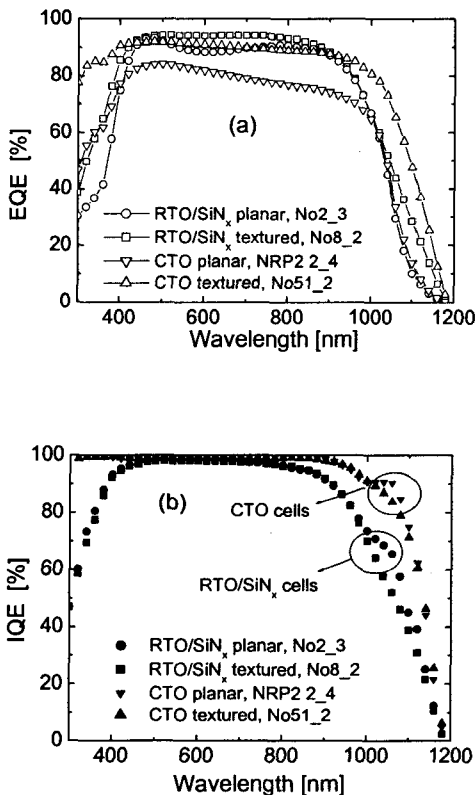 100
80
60
40
20
0
EQE [%]
(a)
RTO/SiNₓ planar, No2_3
RTO/SiNₓ textured, No8_2
CTO planar, NRP2 2_4
CTO textured, No51_2
400 600 800 1000 1200
Wavelength [nm]
100
80
60
40
20
0
IQE [%]
(b)
CTO cells
RTO/SiNₓ cells
RTO/SiNₓ planar, No2_3
RTO/SiNₓ textured, No8_2
CTO planar, NRP2 2_4
CTO textured, No51_2
400 600 800 1000 1200
Wavelength [nm]